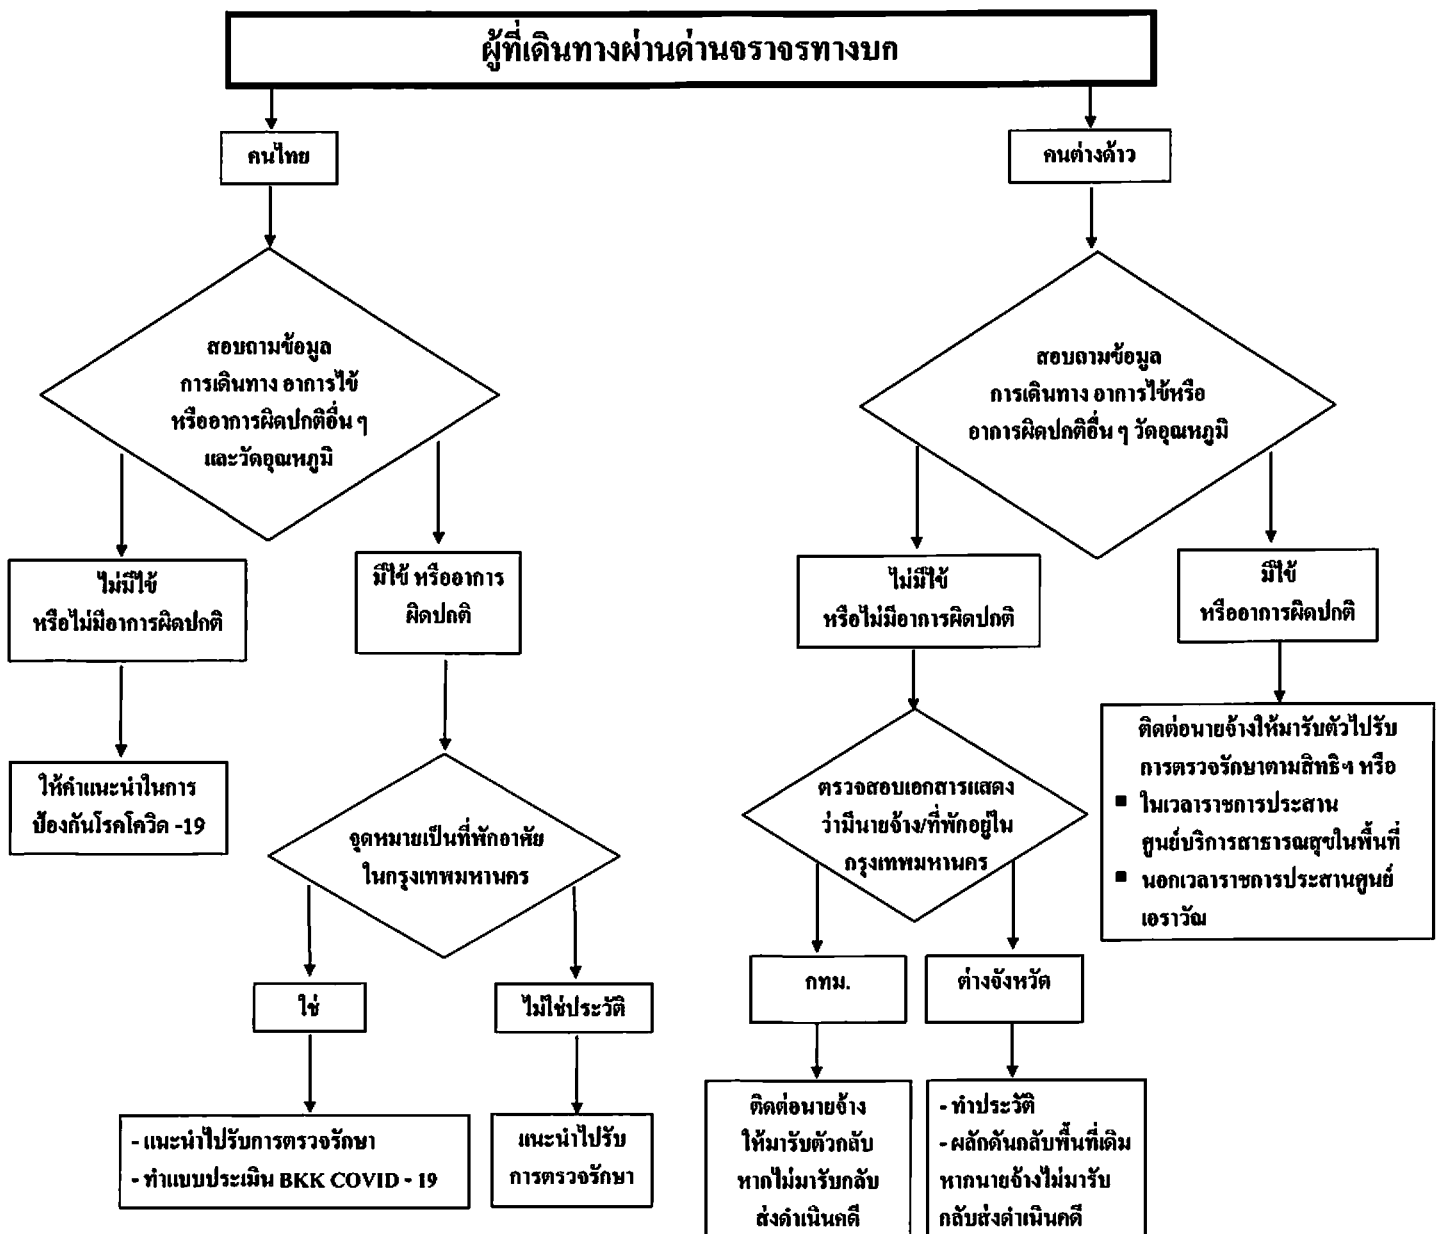 ผู้ที่เดินทางผ่านด่านจราจรทางบก
คนไทย
คนต่างด้าว
สอบถามข้อมูล
การเดินทาง อาการไข้
หรืออาการผิดปกติอื่น ๆ
และวัดอุณหภูมิ
สอบถามข้อมูล
การเดินทาง อาการไข้หรือ
อาการผิดปกติอื่น ๆ วัดอุณหภูมิ
ไม่มีไข้
หรือไม่มีอาการผิดปกติ
มีไข้ หรืออาการ
ผิดปกติ
ไม่มีไข้
หรือไม่มีอาการผิดปกติ
มีไข้
หรืออาการผิดปกติ
ให้คำแนะนำในการ
ป้องกันโรคโควิด -19
จุดหมายเป็นที่พักอาศัย
ในกรุงเทพมหานคร
ตรวจสอบเอกสารแสดง
ว่ามีนายจ้าง/ที่พักอยู่ใน
กรุงเทพมหานคร
ติดต่อนายจ้างให้มารับตัวไปรับ
การตรวจรักษาตามสิทธิฯ หรือ
▪ ในเวลาราชการประสาน
ศูนย์บริการสาธารณสุขในพื้นที่
▪ นอกเวลาราชการประสานศูนย์
เอราวัณ
ใช่
ไม่ใช่ประวัติ
กทม.
ต่างจังหวัด
- แนะนำไปรับการตรวจรักษา
- ทำแบบประเมิน BKK COVID - 19
แนะนำไปรับ
การตรวจรักษา
ติดต่อนายจ้าง
ให้มารับตัวกลับ
หากไม่มารับกลับ
ส่งดำเนินคดี
- ทำประวัติ
- ผลักดันกลับพื้นที่เดิม
หากนายจ้างไม่มารับ
กลับส่งดำเนินคดี